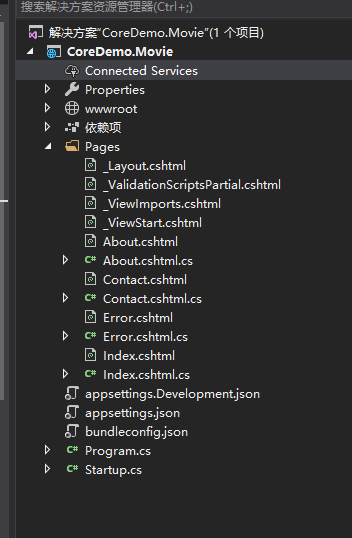 搜索解决方案资源管理器(Ctrl+;)
解决方案"CoreDemo.Movie"(1 个项目)
CoreDemo.Movie
Connected Services
Properties
wwwroot
依赖项
Pages
_Layout.cshtml
_ValidationScriptsPartial.cshtml
_ViewImports.cshtml
_ViewStart.cshtml
About.cshtml
C# About.cshtml.cs
Contact.cshtml
C# Contact.cshtml.cs
Error.cshtml
C# Error.cshtml.cs
Index.cshtml
C# Index.cshtml.cs
appsettings.Development.json
appsettings.json
bundleconfig.json
C# Program.cs
C# Startup.cs